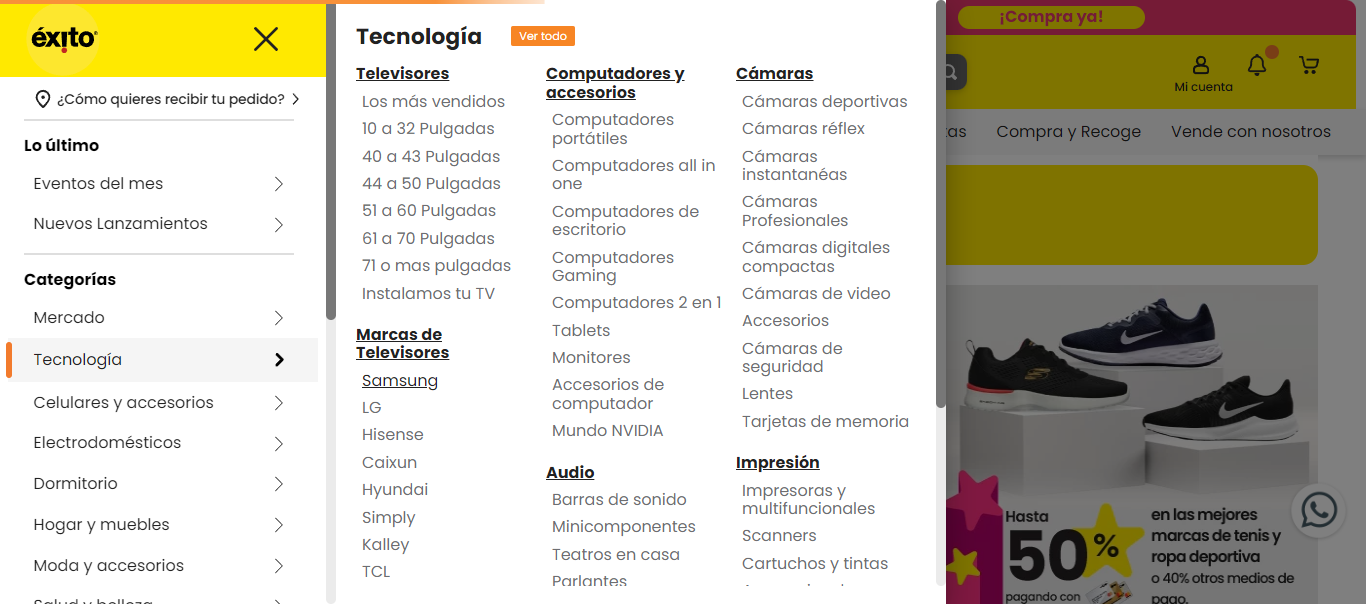 éxito
¿Cómo quieres recibir tu pedido?
Lo último
Eventos del mes
Nuevos Lanzamientos
Categorías
Mercado
Tecnología
Celulares y accesorios
Electrodomésticos
Dormitorio
Hogar y muebles
Moda y accesorios
Salud y belleza
Tecnología
Ver todo
Televisores
Los más vendidos
10 a 32 Pulgadas
40 a 43 Pulgadas
44 a 50 Pulgadas
51 a 60 Pulgadas
61 a 70 Pulgadas
71 o mas pulgadas
Instalamos tu TV
Marcas de
Televisores
Samsung
LG
Hisense
Caixun
Hyundai
Simply
Kalley
TCL
Computadores y
accesorios
Computadores
portátiles
Computadores all in
one
Computadores de
escritorio
Computadores
Gaming
Computadores 2 en 1
Tablets
Monitores
Accesorios de
computador
Mundo NVIDIA
Audio
Barras de sonido
Minicomponentes
Teatros en casa
Parlantes
Cámaras
Cámaras deportivas
Cámaras réflex
Cámaras
instantanéas
Cámaras
Profesionales
Cámaras digitales
compactas
Cámaras de video
Accesorios
Cámaras de
seguridad
Lentes
Tarjetas de memoria
Impresión
Impresoras y
multifuncionales
Scanners
Cartuchos y tintas
¡Compra ya!
Mi cuenta
tas
Compra y Recoge
Vende con nosotros
Hasta
50%
pagando con
en las mejores
marcas de tenis y
ropa deportiva
o 40% otros medios de
pago.